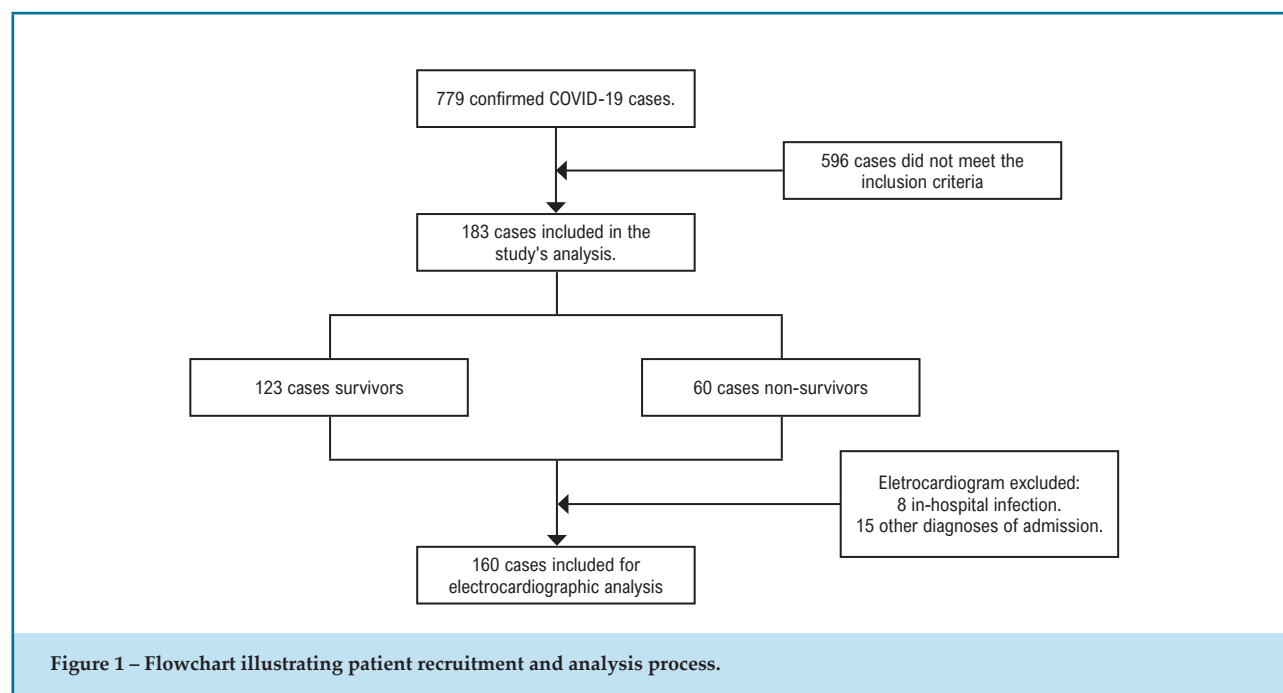 779 confirmed COVID-19 cases.
596 cases did not meet the
inclusion criteria
183 cases included in the
study's analysis.
123 cases survivors
60 cases non-survivors
Eletrocardiogram excluded:
8 in-hospital infection.
15 other diagnoses of admission.
160 cases included for
electrocardiographic analysis
Figure 1 – Flowchart illustrating patient recruitment and analysis process.